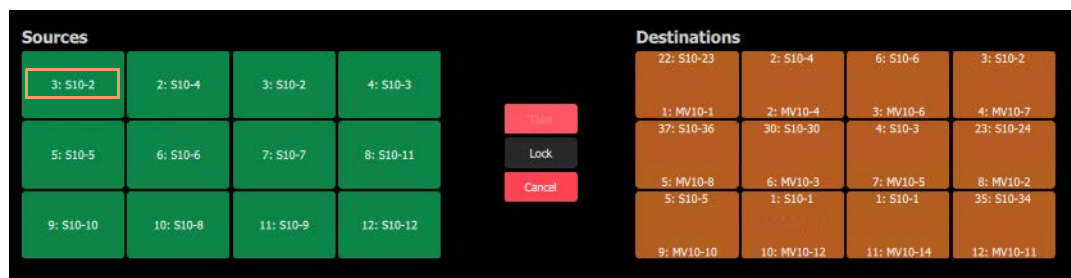 Sources
Destinations
3: S10-2
2: S10-4
3: S10-2
4: S10-3
5: S10-5
6: S10-6
7: S10-7
8: S10-11
9: S10-10
10: S10-8
11: S10-9
12: S10-12
Take
Lock
Cancel
22: S10-23
2: S10-4
6: S10-6
3: S10-2
1: MV10-1
2: MV10-4
3: MV10-6
4: MV10-7
37: S10-36
30: S10-30
4: S10-3
23: S10-24
5: MV10-8
6: MV10-3
7: MV10-5
8: MV10-2
5: S10-5
1: S10-1
1: S10-1
35: S10-34
9: MV10-10
10: MV10-12
11: MV10-14
12: MV10-11